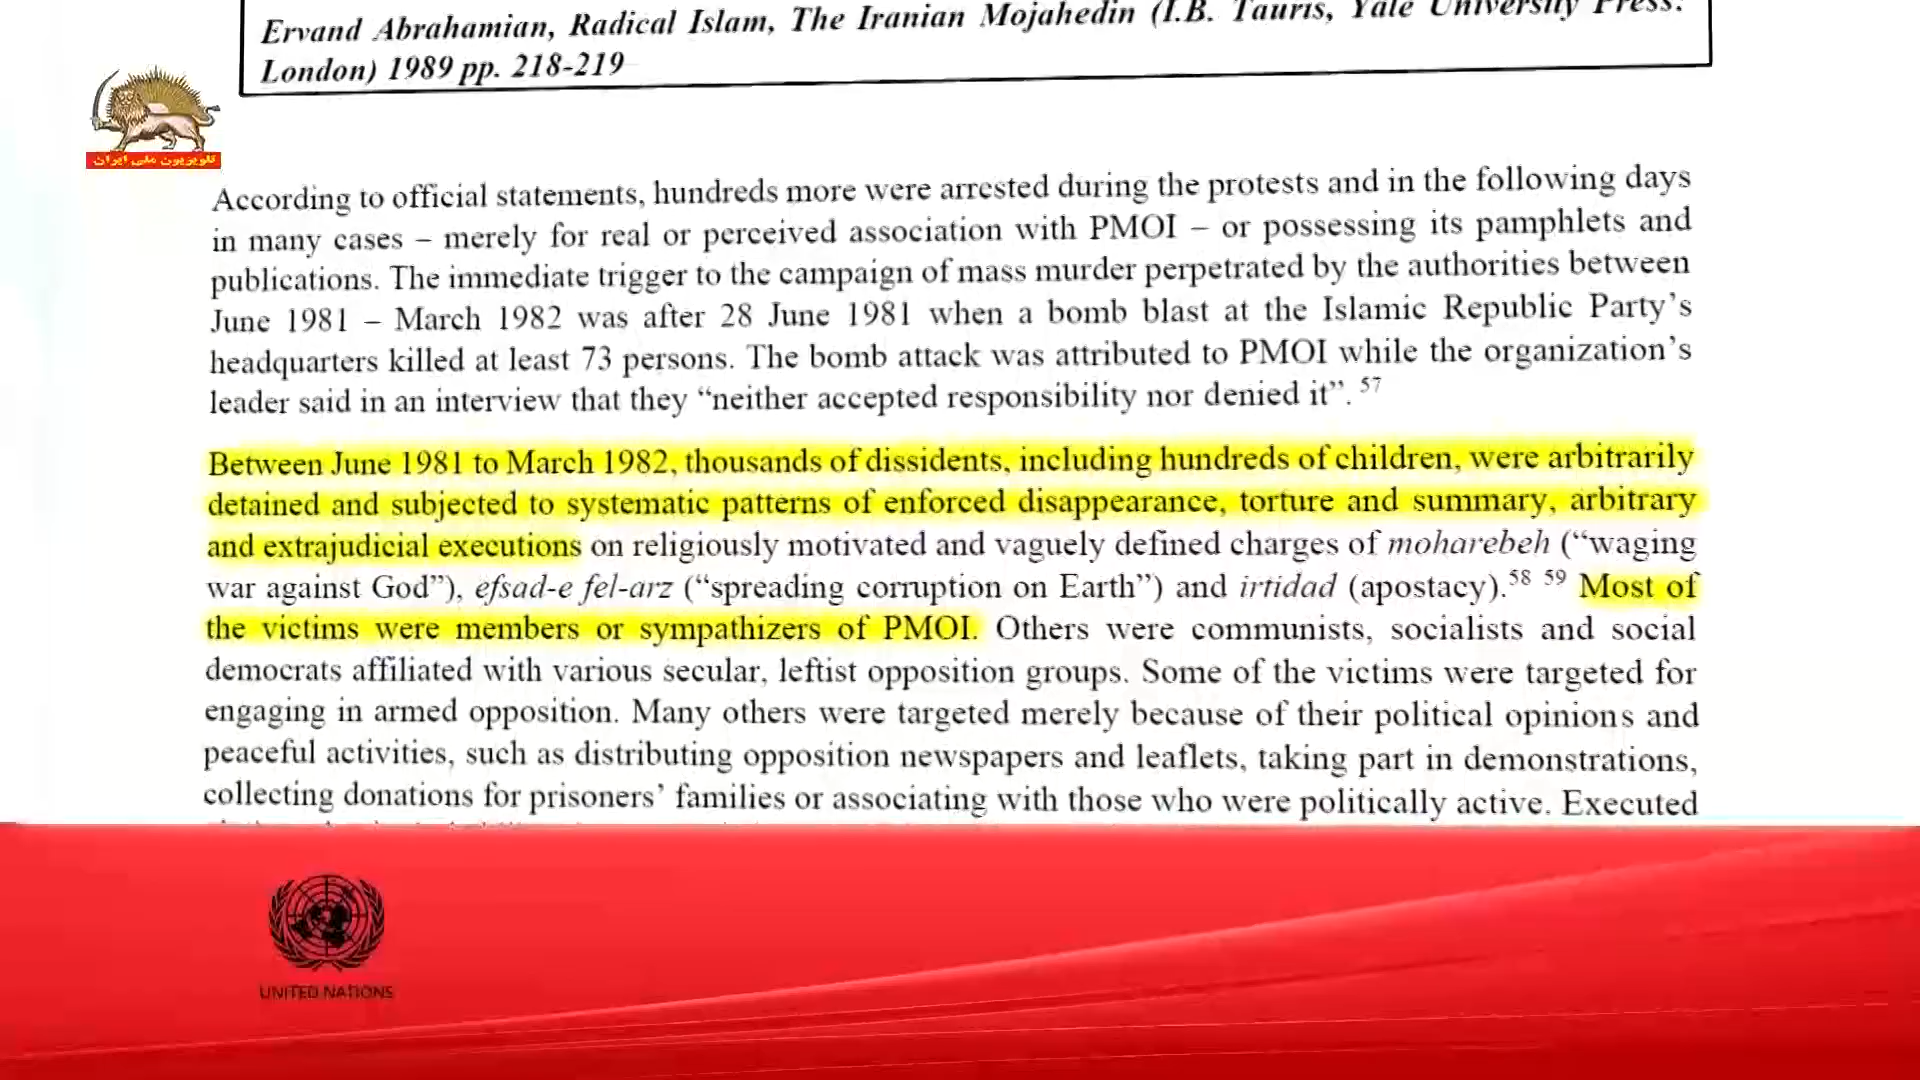 Ervand Abrahamian, Radical Islam, The Iranian Mojahedin (I.B. Tauris, Yale University Press:
London) 1989 pp. 218-219
تلویزیون ملی ایران
According to official statements, hundreds more were arrested during the protests and in the following days
in many cases – merely for real or perceived association with PMOI – or possessing its pamphlets and
publications. The immediate trigger to the campaign of mass murder perpetrated by the authorities between
June 1981 – March 1982 was after 28 June 1981 when a bomb blast at the Islamic Republic Party's
headquarters killed at least 73 persons. The bomb attack was attributed to PMOI while the organization's
leader said in an interview that they “neither accepted responsibility nor denied it”. 57
Between June 1981 to March 1982, thousands of dissidents, including hundreds of children, were arbitrarily
detained and subjected to systematic patterns of enforced disappearance, torture and summary, arbitrary
and extrajudicial executions on religiously motivated and vaguely defined charges of moharebeh (“waging
war against God”), efsad-e fel-arz (“spreading corruption on Earth”) and irtidad (apostacy).58 59 Most of
the victims were members or sympathizers of PMOI. Others were communists, socialists and social
democrats affiliated with various secular, leftist opposition groups. Some of the victims were targeted for
engaging in armed opposition. Many others were targeted merely because of their political opinions and
peaceful activities, such as distributing opposition newspapers and leaflets, taking part in demonstrations,
collecting donations for prisoners' families or associating with those who were politically active. Executed
UNITED NATIONS